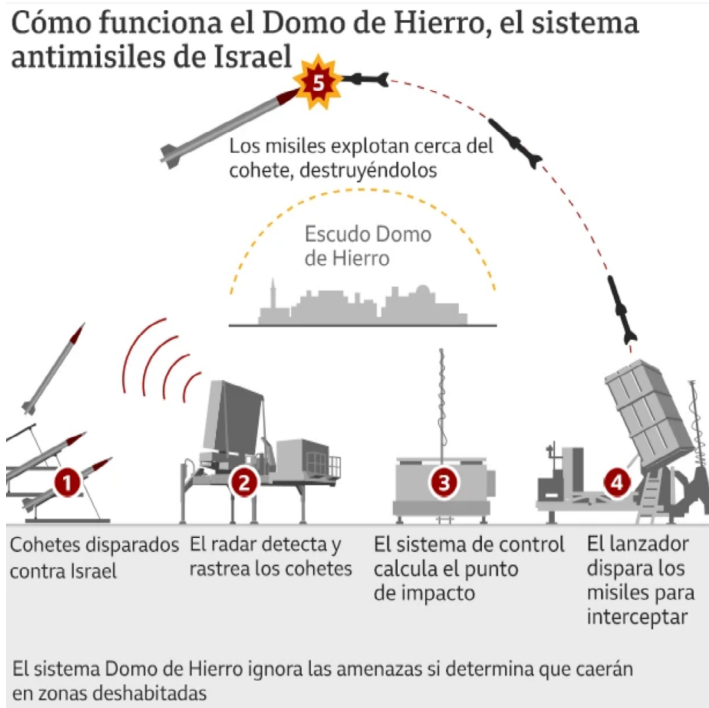 Cómo funciona el Domo de Hierro, el sistema
antimisiles de Israel
5
Los misiles explotan cerca del
cohete, destruyéndolos
Escudo Domo
de Hierro
1
2
3
4
Cohetes disparados
contra Israel
El radar detecta y
rastrea los cohetes
El sistema de control
calcula el punto
de impacto
El lanzador
dispara los
misiles para
interceptar
El sistema Domo de Hierro ignora las amenazas si determina que caerán
en zonas deshabitadas